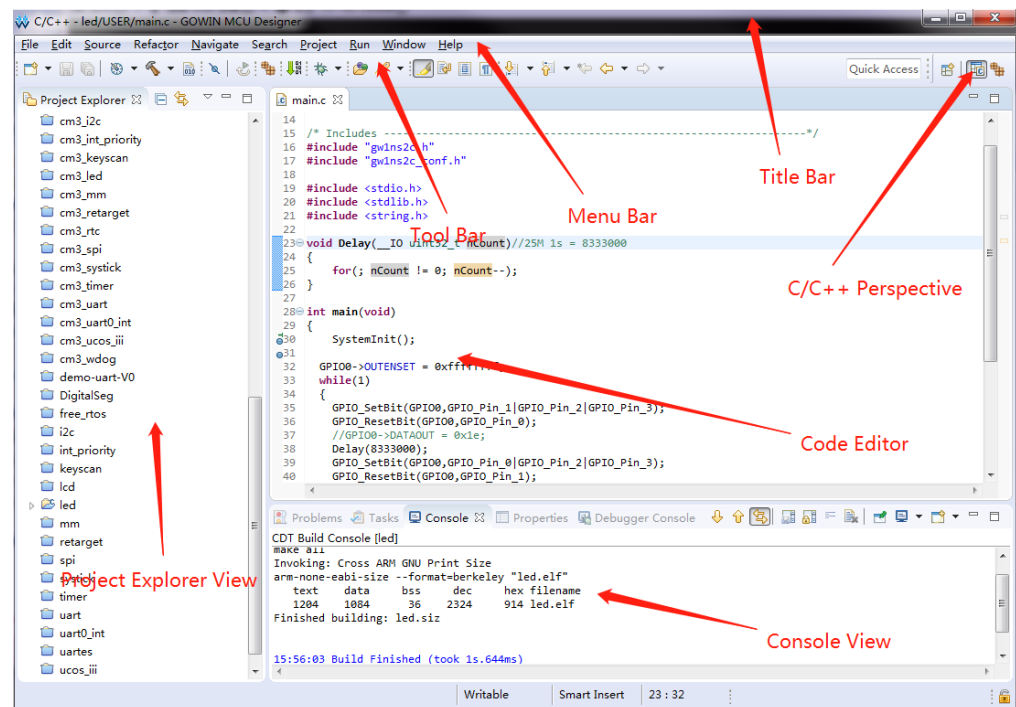 C/C++ - led/USER/main.c - GOWIN MCU Designer
File Edit Source Refactor Navigate Search Project Run Window Help
Quick Access
Project Explorer
cm3_i2c
cm3_int_priority
cm3_keyscan
cm3_led
cm3_mm
cm3_retarget
cm3_rtc
cm3_spi
cm3_systick
cm3_timer
cm3_uart
cm3_uart0_int
cm3_ucos_iii
cm3_wdog
demo-uart-V0
DigitalSeg
free_rtos
i2c
int_priority
keyscan
lcd
led
mm
retarget
spi
systick
timer
uart
uart0_int
uartes
ucos_iii
main.c
14
15 /* Includes ------------------------------------------------------------------*/
16 #include "gw1ns2c.h"
17 #include "gw1ns2c_conf.h"
18
19 #include <stdio.h>
20 #include <stdlib.h>
21 #include <string.h>
22
23 void Delay(__IO uint32_t nCount)//25M 1s = 8333000
24 {
25 for(; nCount != 0; nCount--);
26 }
27
28 int main(void)
29 {
30 SystemInit();
31
32 GPIO0->OUTENSET = 0xffffffff;
33 while(1)
34 {
35 GPIO_SetBit(GPIO0,GPIO_Pin_1|GPIO_Pin_2|GPIO_Pin_3);
36 GPIO_ResetBit(GPIO0,GPIO_Pin_0);
37 //GPIO0->DATAOUT = 0x1e;
38 Delay(8333000);
39 GPIO_SetBit(GPIO0,GPIO_Pin_0|GPIO_Pin_2|GPIO_Pin_3);
40 GPIO_ResetBit(GPIO0,GPIO_Pin_1);
Title Bar
Menu Bar
Tool Bar
C/C++ Perspective
Code Editor
Project Explorer View
Problems Tasks Console Properties Debugger Console
CDT Build Console [led]
make all
Invoking: Cross ARM GNU Print Size
arm-none-eabi-size --format=berkeley "led.elf"
text data bss dec hex filename
1204 1084 36 2324 914 led.elf
Finished building: led.siz
15:56:03 Build Finished (took 1s.644ms)
Console View
Writable Smart Insert 23 : 32